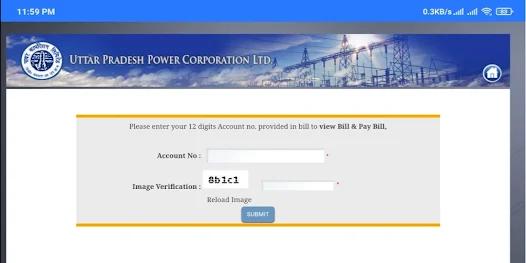 11:59 PM 0.3KB/s
UTTAR PRADESH POWER CORPORATION LTD.
Please enter your 12 digits Account no. provided in bill to view Bill & Pay Bill,
Account No : *
Image Verification : 8b1c1 *
Reload Image
SUBMIT